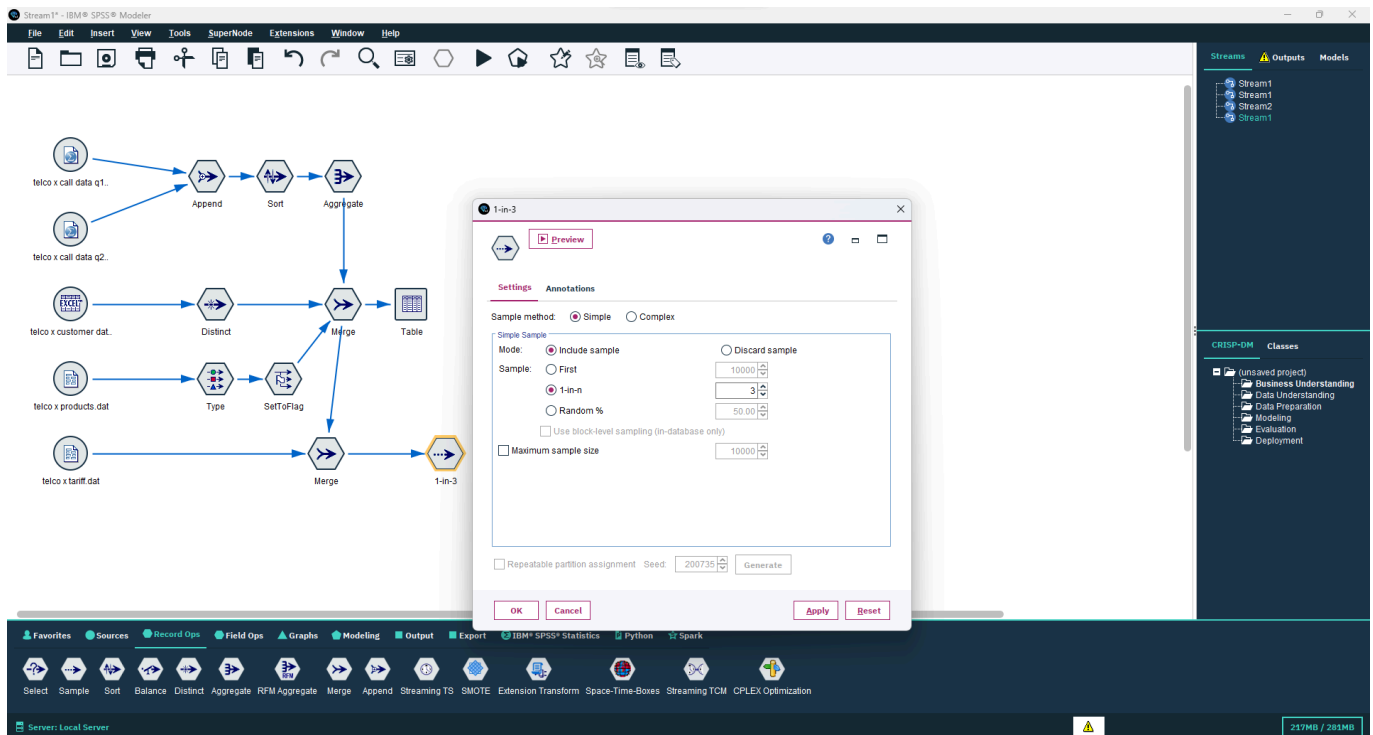 Stream1* - IBM® SPSS® Modeler
File Edit Insert View Tools SuperNode Extensions Window Help
Streams Outputs Models
Stream1
Stream1
Stream2
Stream1
telco x call data q1..
Append Sort Aggregate
telco x call data q2..
EXCEL
telco x customer dat.. Distinct Merge Table
telco x products.dat Type SetToFlag
telco x tariff.dat Merge 1-in-3
1-in-3
Preview
?
Settings Annotations
Sample method: Simple Complex
Simple Sample
Mode: Include sample Discard sample
Sample: First 10000
1-in-n 3
Random % 50.00
Use block-level sampling (in-database only)
Maximum sample size 10000
Repeatable partition assignment Seed: 200735 Generate
OK Cancel Apply Reset
CRISP-DM Classes
(unsaved project)
Business Understanding
Data Understanding
Data Preparation
Modeling
Evaluation
Deployment
Favorites Sources Record Ops Field Ops Graphs Modeling Output Export IBM® SPSS® Statistics Python Spark
RFM
Select Sample Sort Balance Distinct Aggregate RFM Aggregate Merge Append Streaming TS SMOTE Extension Transform Space-Time-Boxes Streaming TCM CPLEX Optimization
Server: Local Server
217MB / 281MB